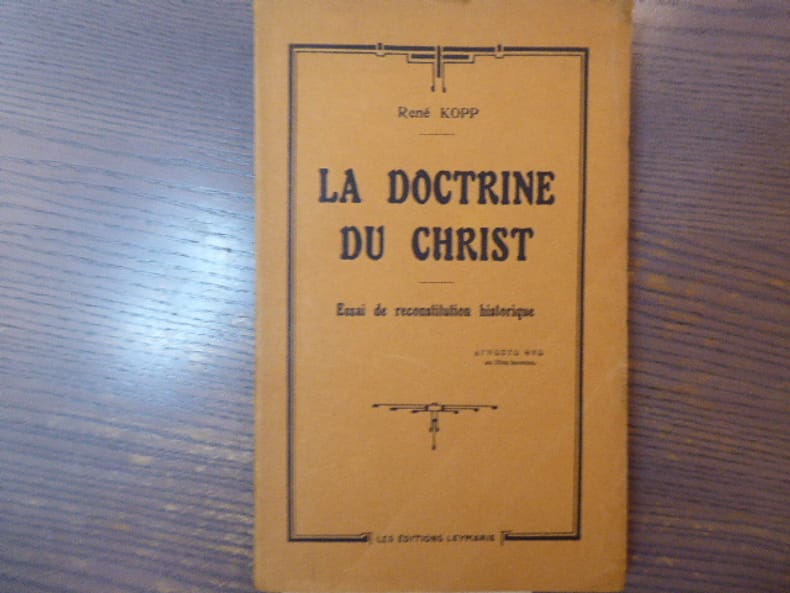 René KOPP
LA DOCTRINE
DU CHRIST
Essai de reconstitution historique
LES ÉDITIONS LEYMARIE